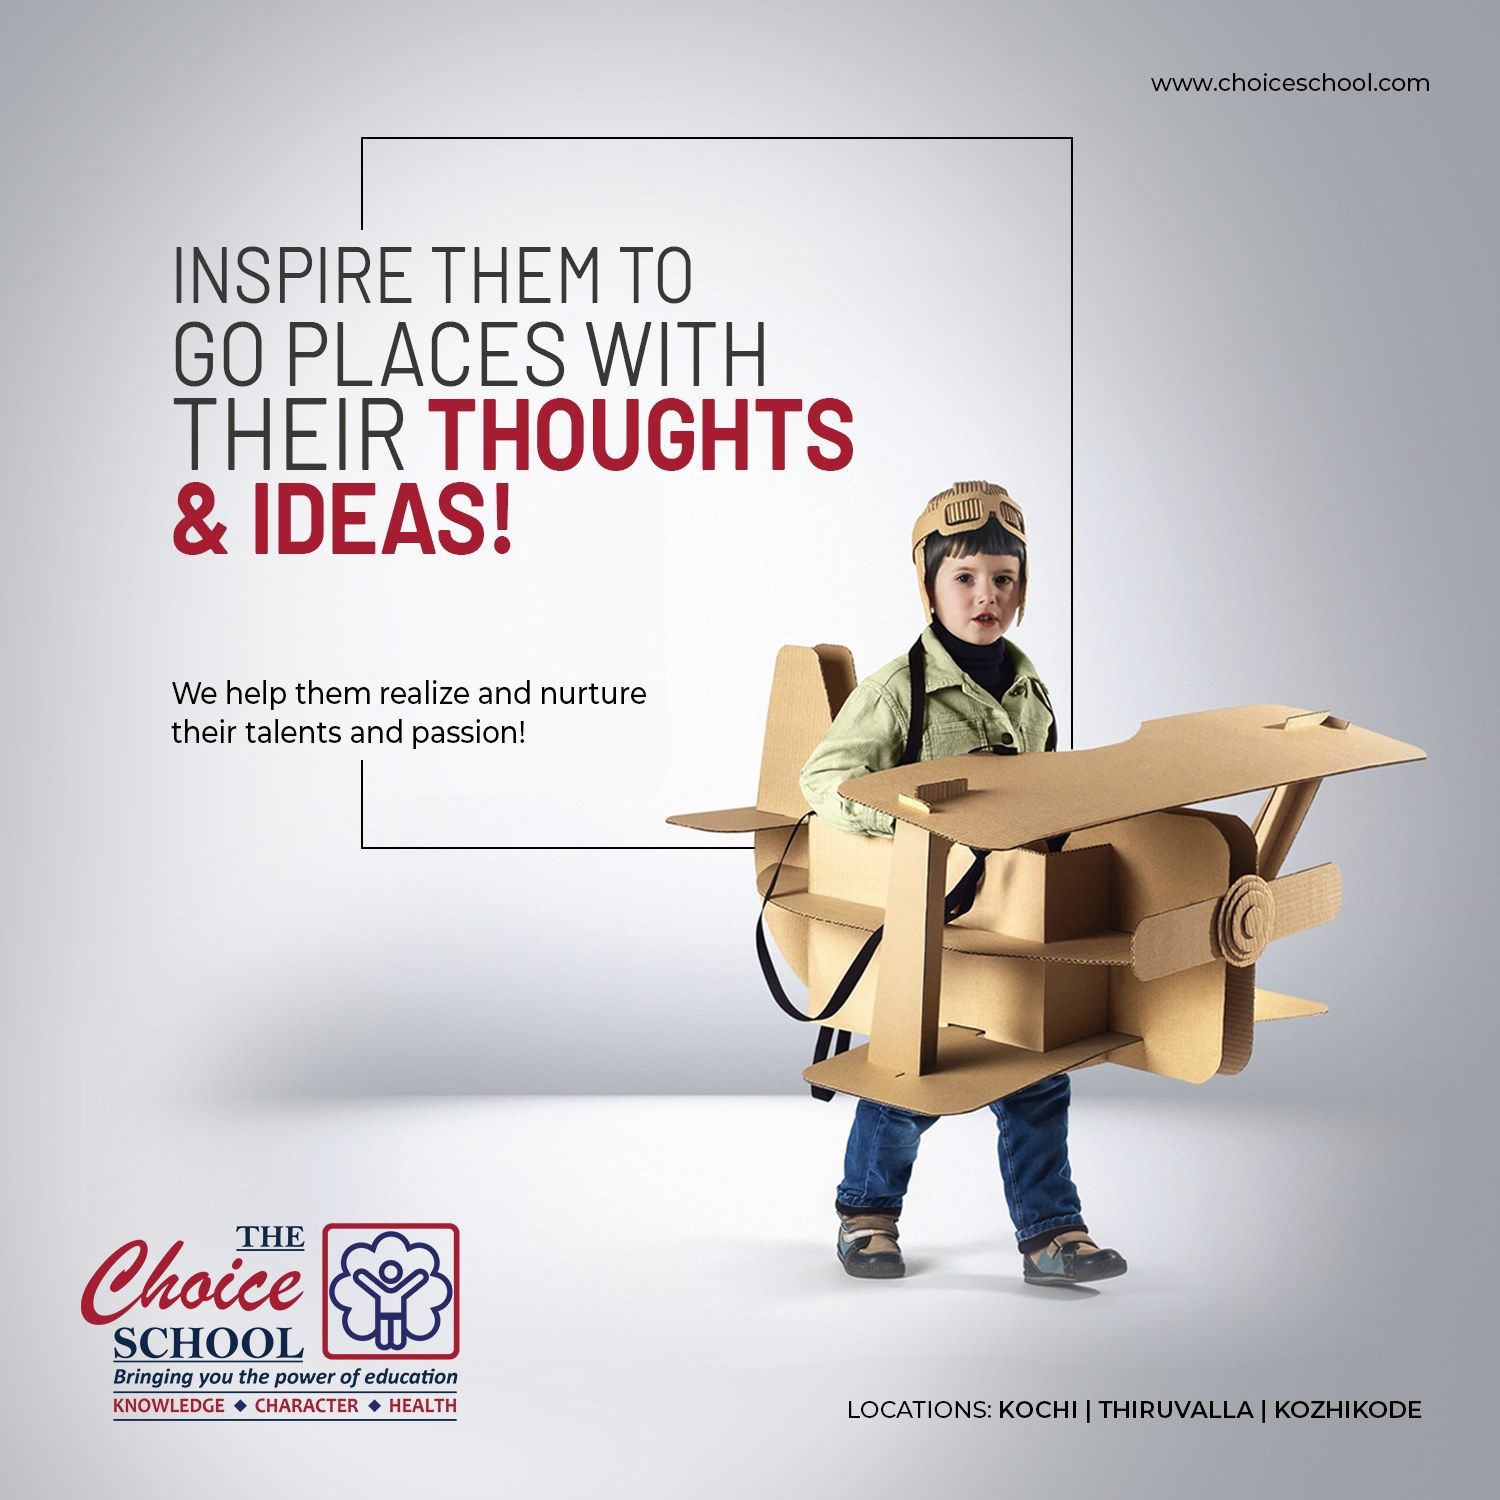 www.choiceschool.com
INSPIRE THEM TO
GO PLACES WITH
THEIR THOUGHTS
& IDEAS!
We help them realize and nurture
their talents and passion!
THE
Choice
SCHOOL
Bringing you the power of education
KNOWLEDGE ◆ CHARACTER ◆ HEALTH
LOCATIONS: KOCHI | THIRUVALLA | KOZHIKODE